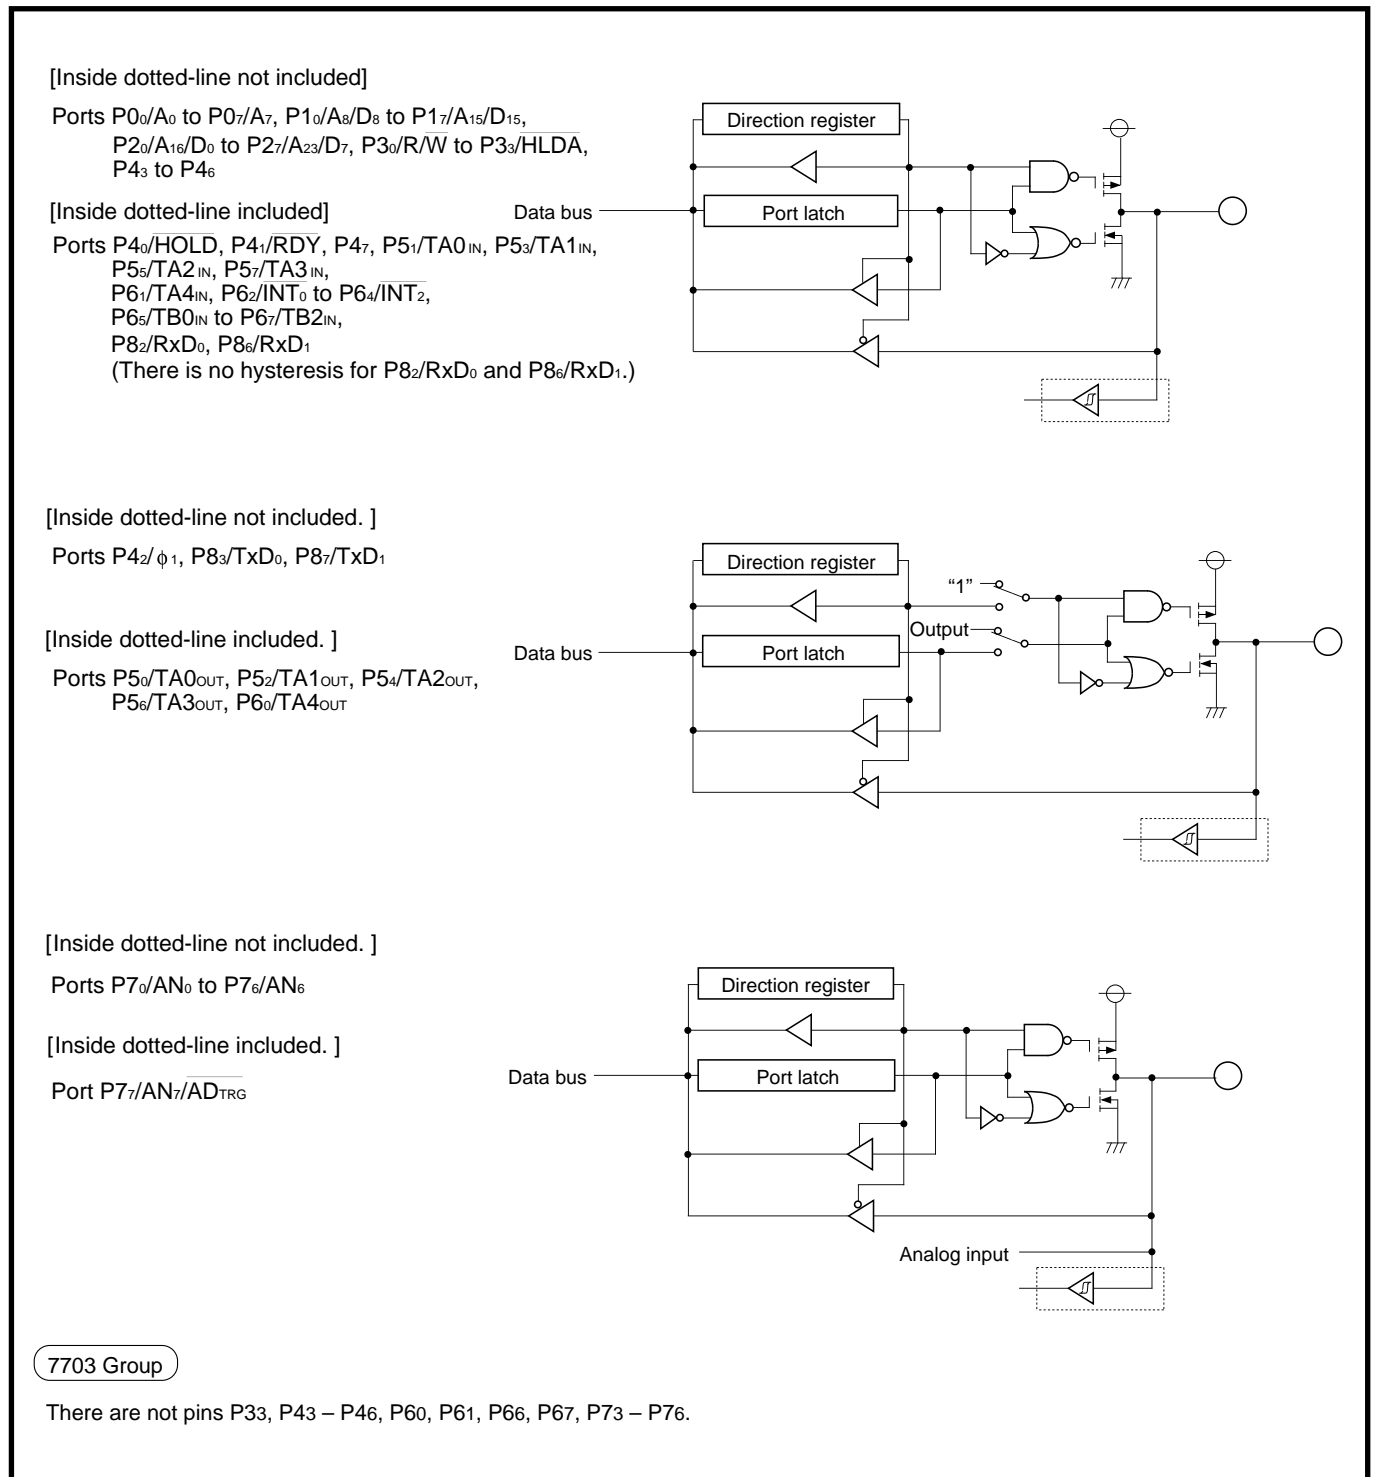 [Inside dotted-line not included]
Ports P0₀/A₀ to P0₇/A₇, P1₀/A₈/D₈ to P1₇/A₁₅/D₁₅,
P2₀/A₁₆/D₀ to P2₇/A₂₃/D₇, P3₀/R/W̅ to P3₃/H̅L̅D̅A̅,
P4₃ to P4₆
[Inside dotted-line included]
Ports P4₀/H̅O̅L̅D̅, P4₁/R̅D̅Y̅, P4₇, P5₁/TA0IN, P5₃/TA1IN,
P5₅/TA2IN, P5₇/TA3IN,
P6₁/TA4IN, P6₂/I̅N̅T̅₀ to P6₄/I̅N̅T̅₂,
P6₅/TB0IN to P6₇/TB2IN,
P8₂/RxD₀, P8₆/RxD₁
(There is no hysteresis for P8₂/RxD₀ and P8₆/RxD₁.)
Direction register
Data bus
Port latch
[Inside dotted-line not included. ]
Ports P4₂/ϕ₁, P8₃/TxD₀, P8₇/TxD₁
[Inside dotted-line included. ]
Ports P5₀/TA0OUT, P5₂/TA1OUT, P5₄/TA2OUT,
P5₆/TA3OUT, P6₀/TA4OUT
Direction register
“1”
Output
Data bus
Port latch
[Inside dotted-line not included. ]
Ports P7₀/AN₀ to P7₆/AN₆
[Inside dotted-line included. ]
Port P7₇/AN₇/A̅D̅T̅R̅G̅
Direction register
Data bus
Port latch
Analog input
7703 Group
There are not pins P33, P43 – P46, P60, P61, P66, P67, P73 – P76.